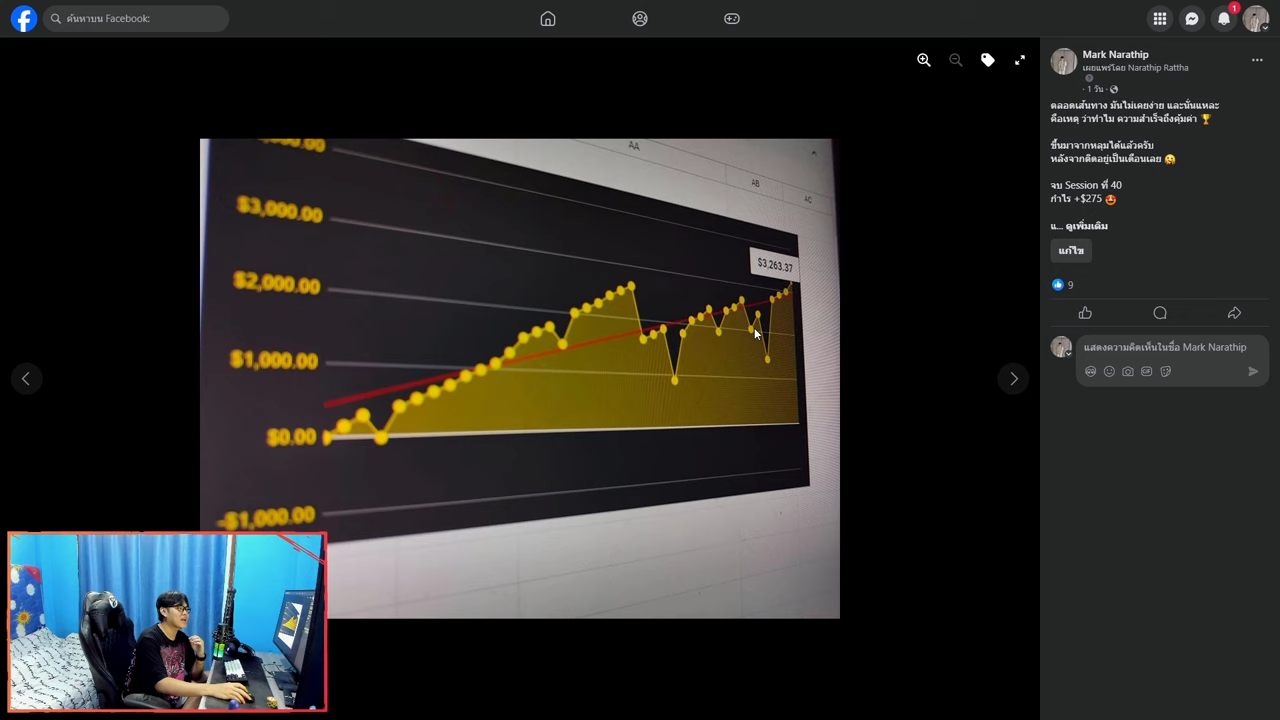 ค้นหาบน Facebook:
1
AA
AB
AC
$3,000.00
$2,000.00
$1,000.00
$0.00
-$1,000.00
$3,263.37
Mark Narathip
เผยแพร่โดย Narathip Rattha
· 1 วัน ·
ตลอดเส้นทาง มันไม่เคยง่าย และนั่นแหละ
คือเหตุ ว่าทำไม ความสำเร็จถึงคุ้มค่า 🏆
ขึ้นมาจากหลุมได้แล้วครับ
หลังจากติดอยู่เป็นเดือนเลย 🤪
จบ Session ที่ 40
กำไร +$275 🤩
แ... ดูเพิ่มเติม
แก้ไข
9
แสดงความคิดเห็นในชื่อ Mark Narathip
GIF